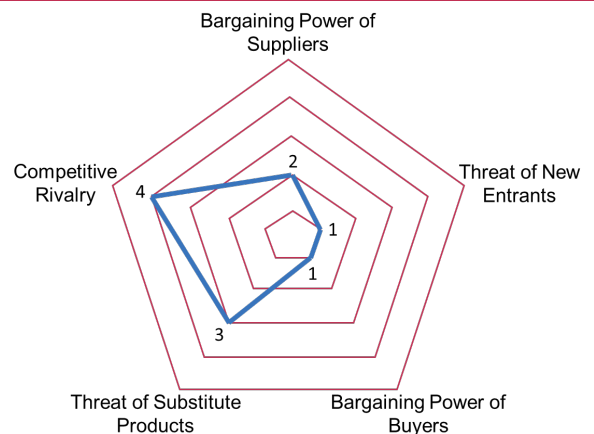 Bargaining Power of
Suppliers
Competitive
Rivalry
Threat of New
Entrants
2
4
1
1
3
Threat of Substitute
Products
Bargaining Power of
Buyers